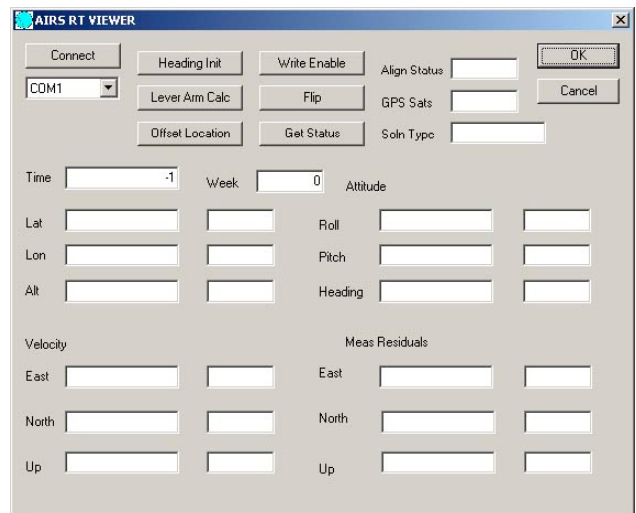 AIRS RT VIEWER
Connect Heading Init Write Enable Align Status OK
COM1 Lever Arm Calc Flip GPS Sats Cancel
Offset Location Get Status Soln Type
Time -1 Week 0 Attitude
Lat Roll
Lon Pitch
Alt Heading
Velocity Meas Residuals
East East
North North
Up Up